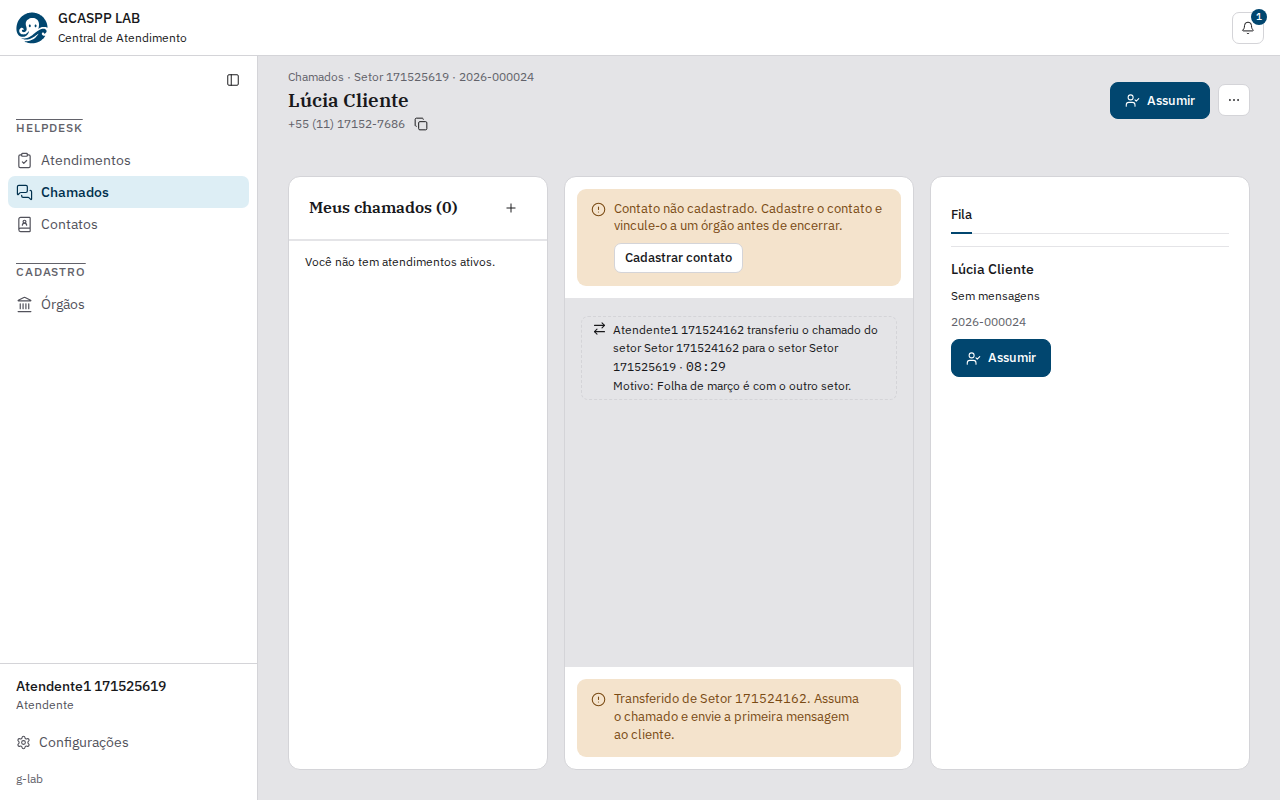 GCASPP LAB
Central de Atendimento
1
HELPDESK
Atendimentos
Chamados
Contatos
CADASTRO
Órgãos
Atendente1 171525619
Atendente
Configurações
g-lab
Chamados · Setor 171525619 · 2026-000024
Lúcia Cliente
+55 (11) 17152-7686
Assumir
Meus chamados (0)
Você não tem atendimentos ativos.
Contato não cadastrado. Cadastre o contato e
vincule-o a um órgão antes de encerrar.
Cadastrar contato
Atendente1 171524162 transferiu o chamado do
setor Setor 171524162 para o setor Setor
171525619 · 08:29
Motivo: Folha de março é com o outro setor.
Transferido de Setor 171524162. Assuma
o chamado e envie a primeira mensagem
ao cliente.
Fila
Lúcia Cliente
Sem mensagens
2026-000024
Assumir